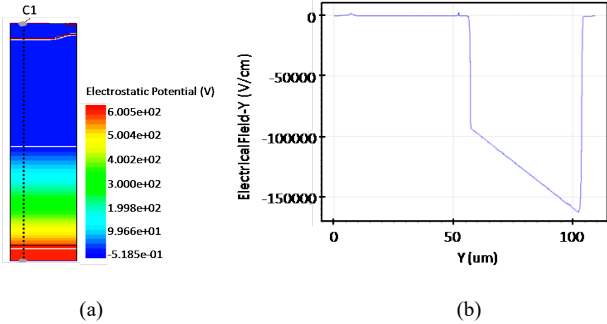 C1
Electrostatic Potential (V)
6.005e+02
5.004e+02
4.002e+02
3.000e+02
1.998e+02
9.966e+01
-5.185e-01
(a)
ElectricalField-Y (V/cm)
0
-50000
-100000
-150000
0
50
100
Y (um)
(b)